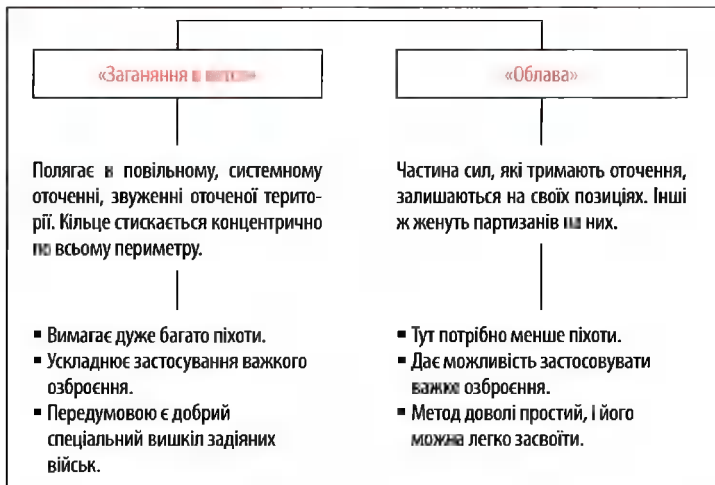 «Заганяння
«Облава»
Полягає в повільному, системному
оточенні, звуженні оточеної терито-
рії. Кільце стискається концентрично
по всьому периметру.
Частина сил, які тримають оточення,
залишаються на своїх позиціях. Інші
ж женуть партизанів на них.
▪ Вимагає дуже багато піхоти.
▪ Ускладнює застосування важкого
озброєння.
▪ Передумовою є добрий
спеціальний вишкіл задіяних
військ.
▪ Тут потрібно менше піхоти.
▪ Дає можливість застосовувати
важке озброєння.
▪ Метод доволі простий, і його
можна легко засвоїти.